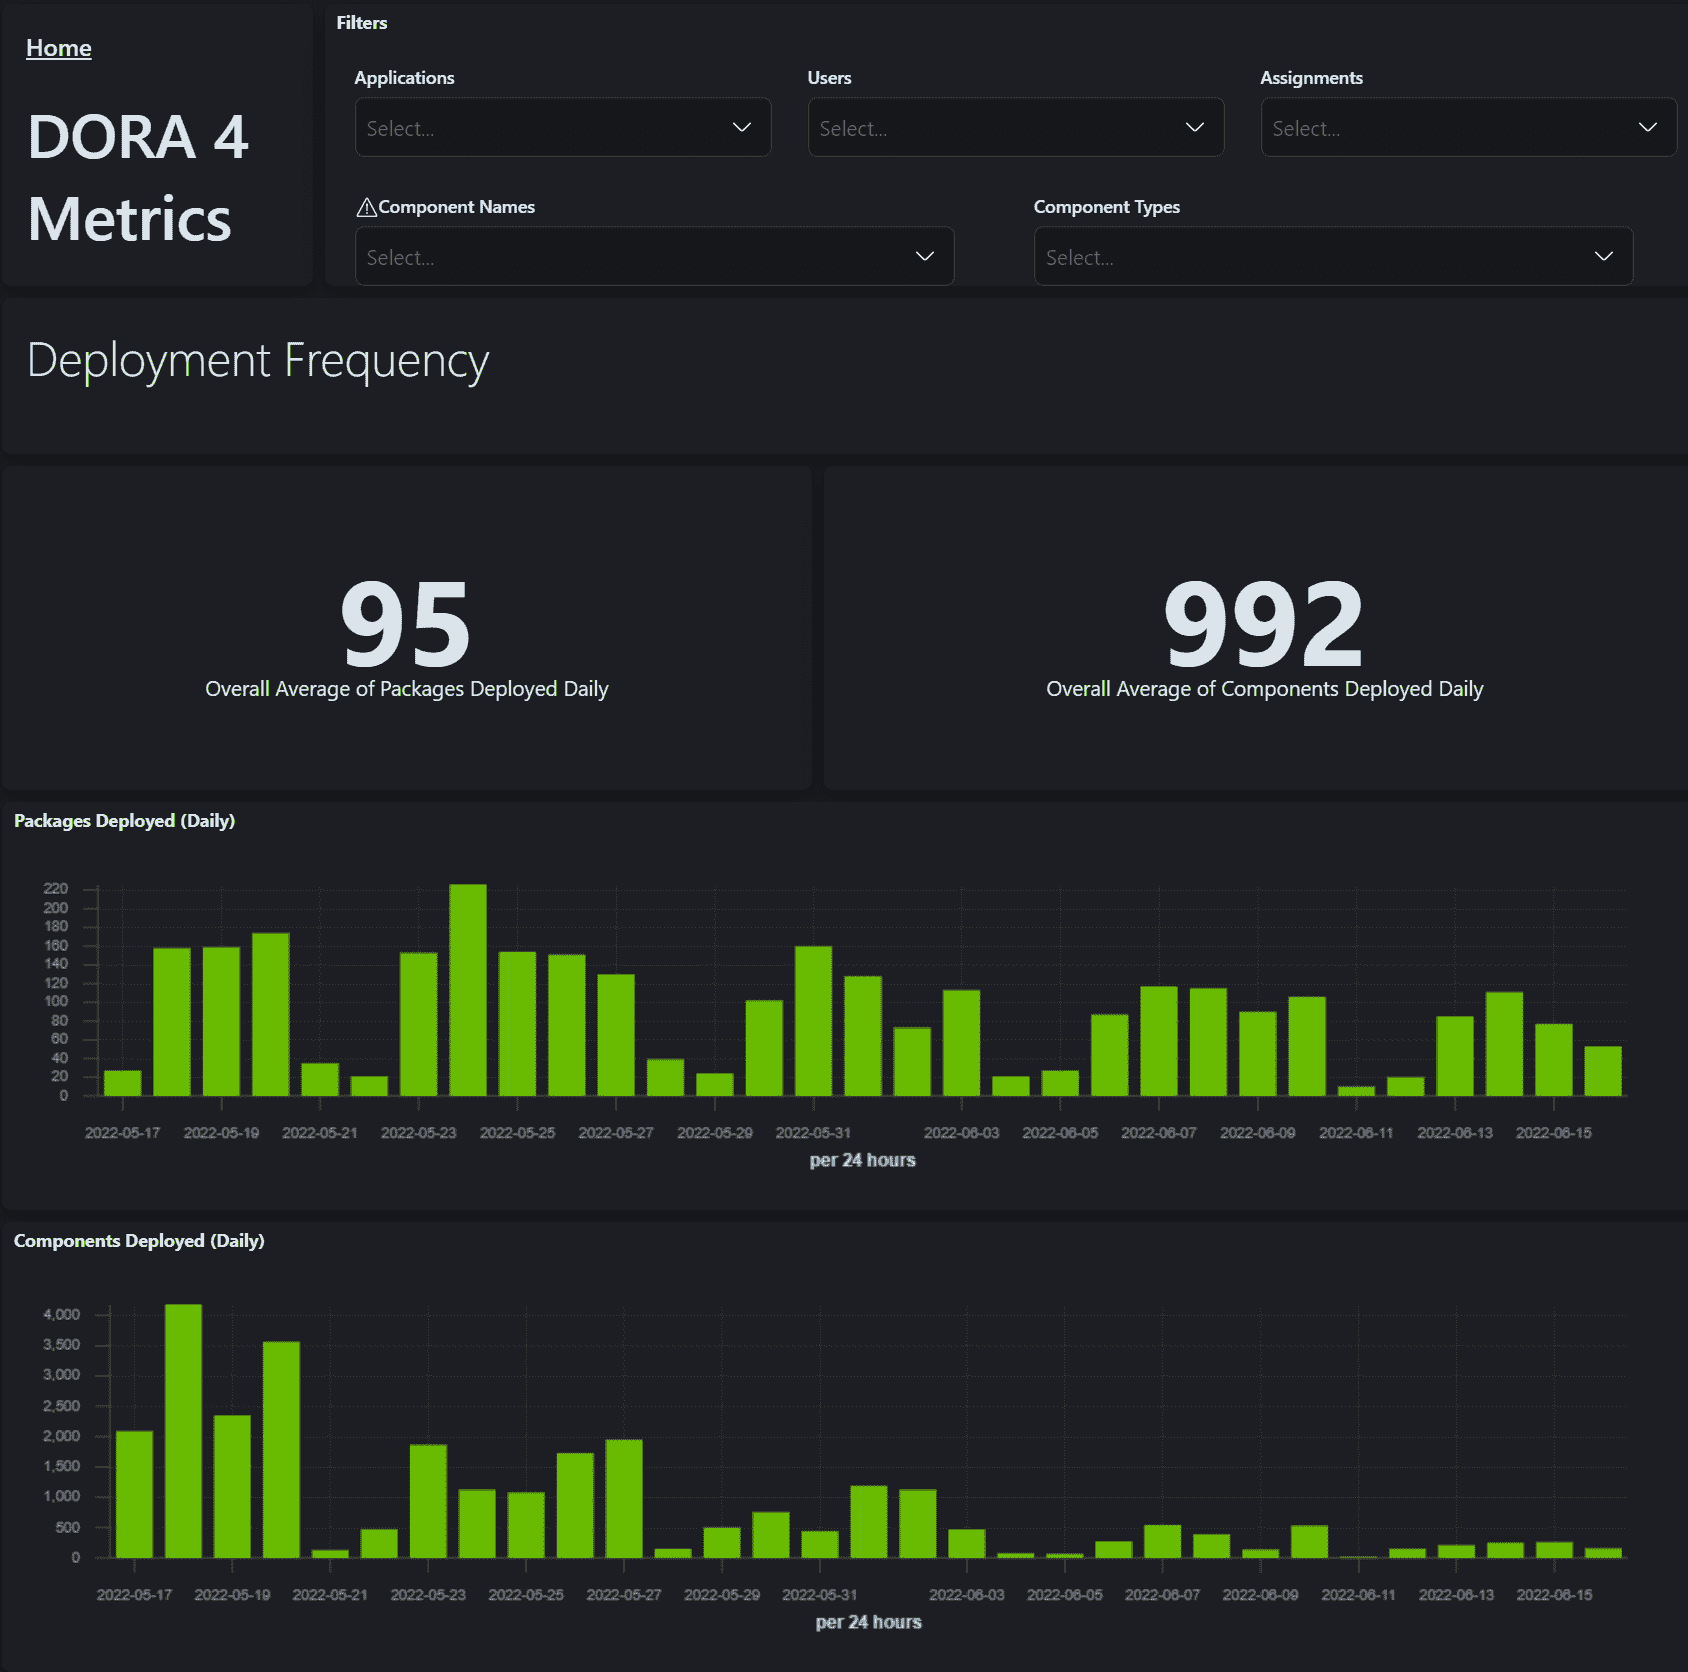 Home
DORA 4
Metrics
Filters
Applications
Users
Assignments
Select...
Select...
Select...
Component Names
Component Types
Select...
Select...
Deployment Frequency
95
Overall Average of Packages Deployed Daily
992
Overall Average of Components Deployed Daily
Packages Deployed (Daily)
220
200
180
160
140
120
100
80
60
40
20
0
2022-05-17 2022-05-19 2022-05-21 2022-05-23 2022-05-25 2022-05-27 2022-05-29 2022-05-31 2022-06-03 2022-06-05 2022-06-07 2022-06-09 2022-06-11 2022-06-13 2022-06-15
per 24 hours
Components Deployed (Daily)
4,000
3,500
3,000
2,500
2,000
1,500
1,000
500
0
2022-05-17 2022-05-19 2022-05-21 2022-05-23 2022-05-25 2022-05-27 2022-05-29 2022-05-31 2022-06-03 2022-06-05 2022-06-07 2022-06-09 2022-06-11 2022-06-13 2022-06-15
per 24 hours